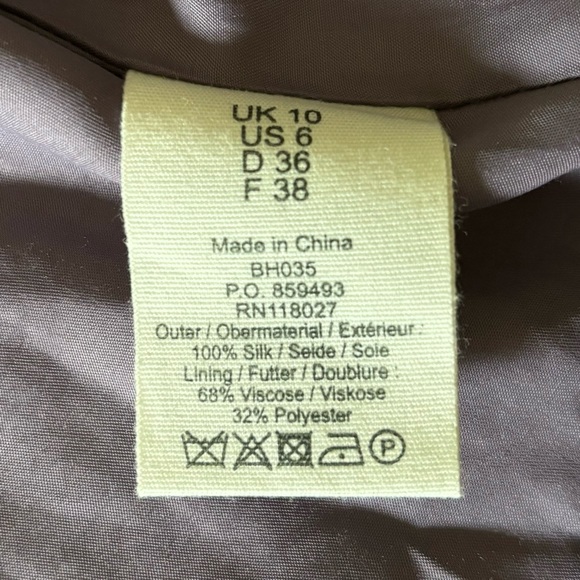 UK 10
US 6
D 36
F 38
Made in China
BH035
P.O. 859493
RN118027
Outer / Obermaterial / Extérieur :
100% Silk / Seide / Soie
Lining / Futter / Doublure :
68% Viscose / Viskose
32% Polyester
P